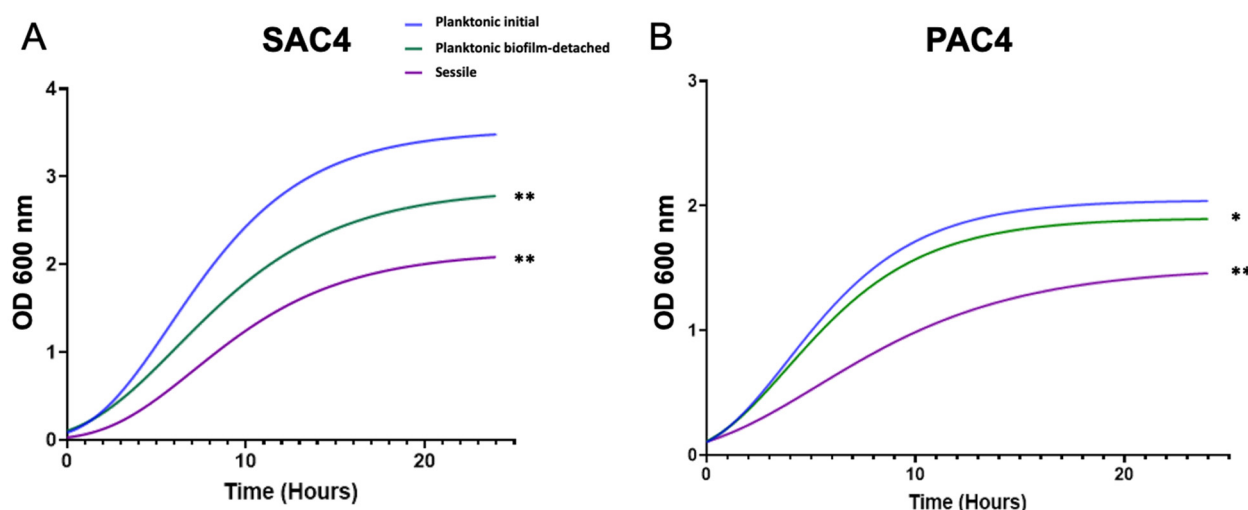 A
SAC4
Planktonic initial
Planktonic biofilm-detached
Sessile
4
3
2
1
0
OD 600 nm
**
**
0
10
20
Time (Hours)
B
PAC4
3
2
1
0
OD 600 nm
*
**
0
10
20
Time (Hours)